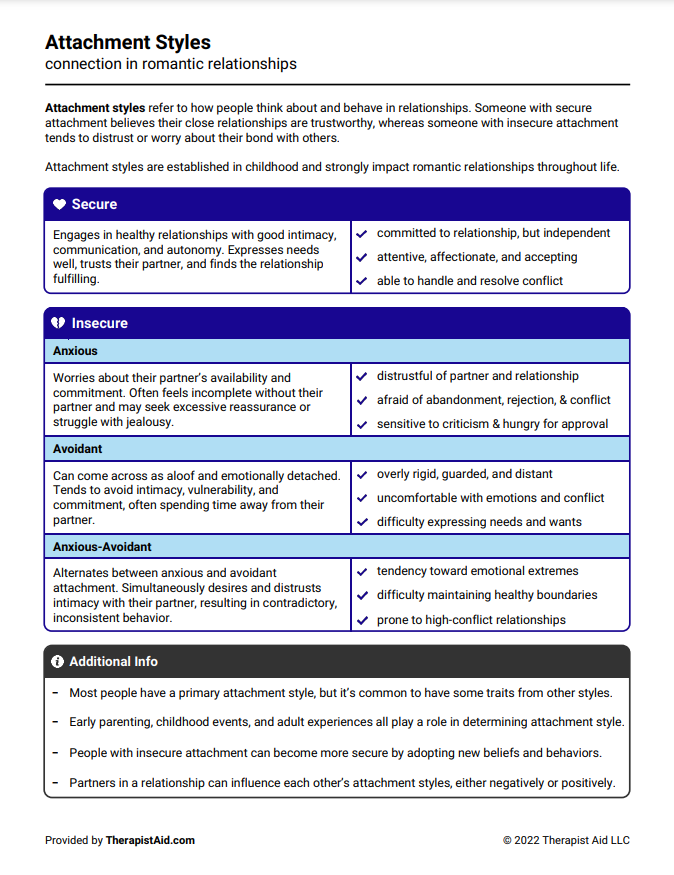 Attachment Styles
connection in romantic relationships
Attachment styles refer to how people think about and behave in relationships. Someone with secure
attachment believes their close relationships are trustworthy, whereas someone with insecure attachment
tends to distrust or worry about their bond with others.
Attachment styles are established in childhood and strongly impact romantic relationships throughout life.
Secure
Engages in healthy relationships with good intimacy,
communication, and autonomy. Expresses needs
well, trusts their partner, and finds the relationship
fulfilling.
committed to relationship, but independent
attentive, affectionate, and accepting
able to handle and resolve conflict
Insecure
Anxious
Worries about their partner's availability and
commitment. Often feels incomplete without their
partner and may seek excessive reassurance or
struggle with jealousy.
distrustful of partner and relationship
afraid of abandonment, rejection, & conflict
sensitive to criticism & hungry for approval
Avoidant
Can come across as aloof and emotionally detached.
Tends to avoid intimacy, vulnerability, and
commitment, often spending time away from their
partner.
overly rigid, guarded, and distant
uncomfortable with emotions and conflict
difficulty expressing needs and wants
Anxious-Avoidant
Alternates between anxious and avoidant
attachment. Simultaneously desires and distrusts
intimacy with their partner, resulting in contradictory,
inconsistent behavior.
tendency toward emotional extremes
difficulty maintaining healthy boundaries
prone to high-conflict relationships
Additional Info
– Most people have a primary attachment style, but it's common to have some traits from other styles.
– Early parenting, childhood events, and adult experiences all play a role in determining attachment style.
– People with insecure attachment can become more secure by adopting new beliefs and behaviors.
– Partners in a relationship can influence each other's attachment styles, either negatively or positively.
Provided by TherapistAid.com
© 2022 Therapist Aid LLC